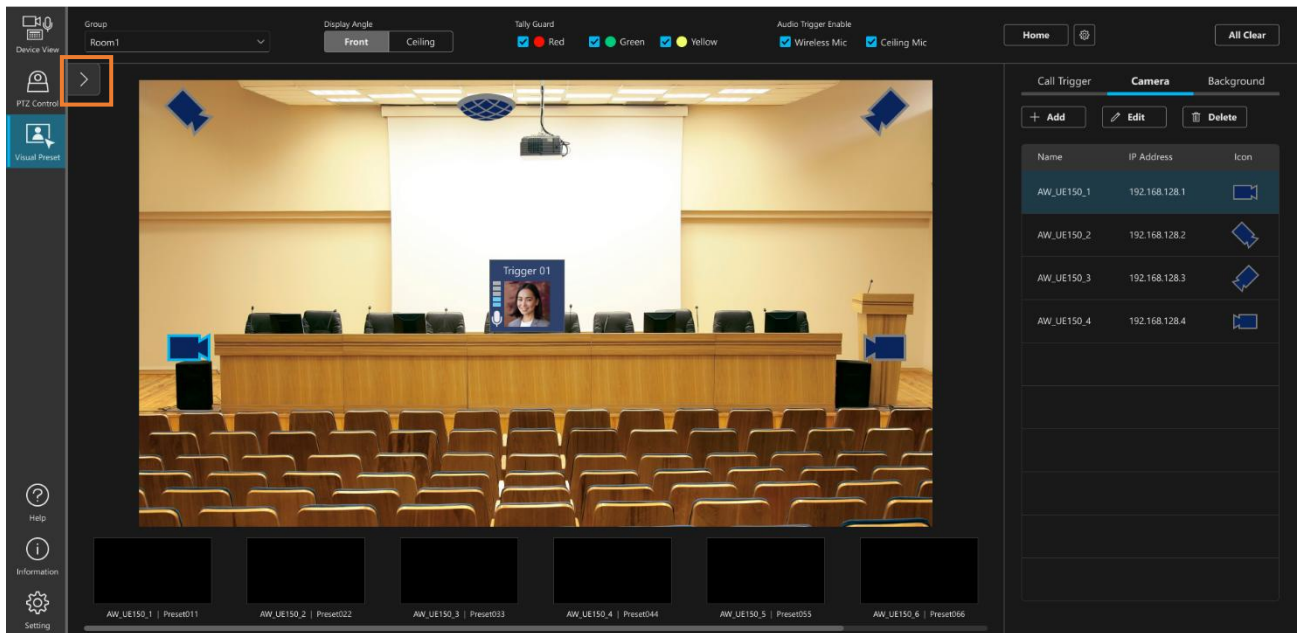 Device View
PTZ Control
Visual Preset
Help
Information
Setting
Group
Room1
Display Angle
Front Ceiling
Tally Guard
Red Green Yellow
Audio Trigger Enable
Wireless Mic Ceiling Mic
Home
All Clear
Trigger 01
AW_UE150_1 | Preset011
AW_UE150_2 | Preset022
AW_UE150_3 | Preset033
AW_UE150_4 | Preset044
AW_UE150_5 | Preset055
AW_UE150_6 | Preset066
Call Trigger Camera Background
+ Add Edit Delete
Name IP Address Icon
AW_UE150_1 192.168.128.1
AW_UE150_2 192.168.128.2
AW_UE150_3 192.168.128.3
AW_UE150_4 192.168.128.4